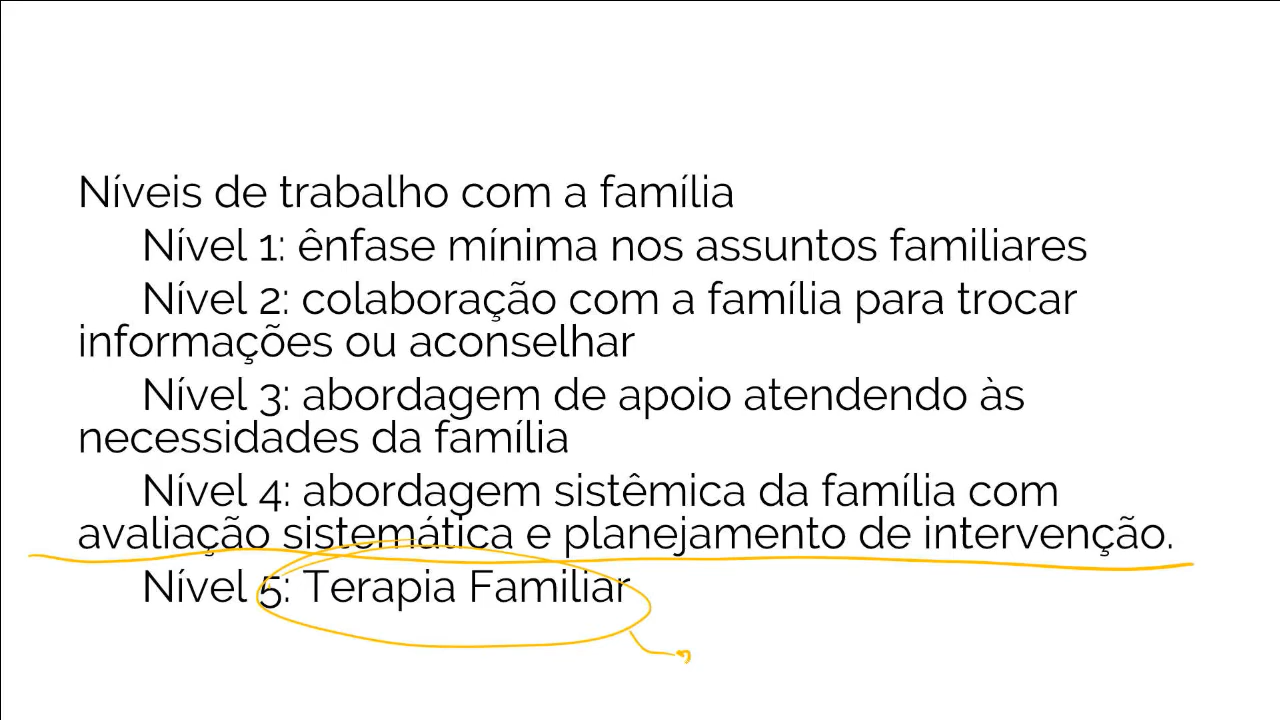 Níveis de trabalho com a família
Nível 1: ênfase mínima nos assuntos familiares
Nível 2: colaboração com a família para trocar
informações ou aconselhar
Nível 3: abordagem de apoio atendendo às
necessidades da família
Nível 4: abordagem sistêmica da família com
avaliação sistemática e planejamento de intervenção.
Nível 5: Terapia Familiar